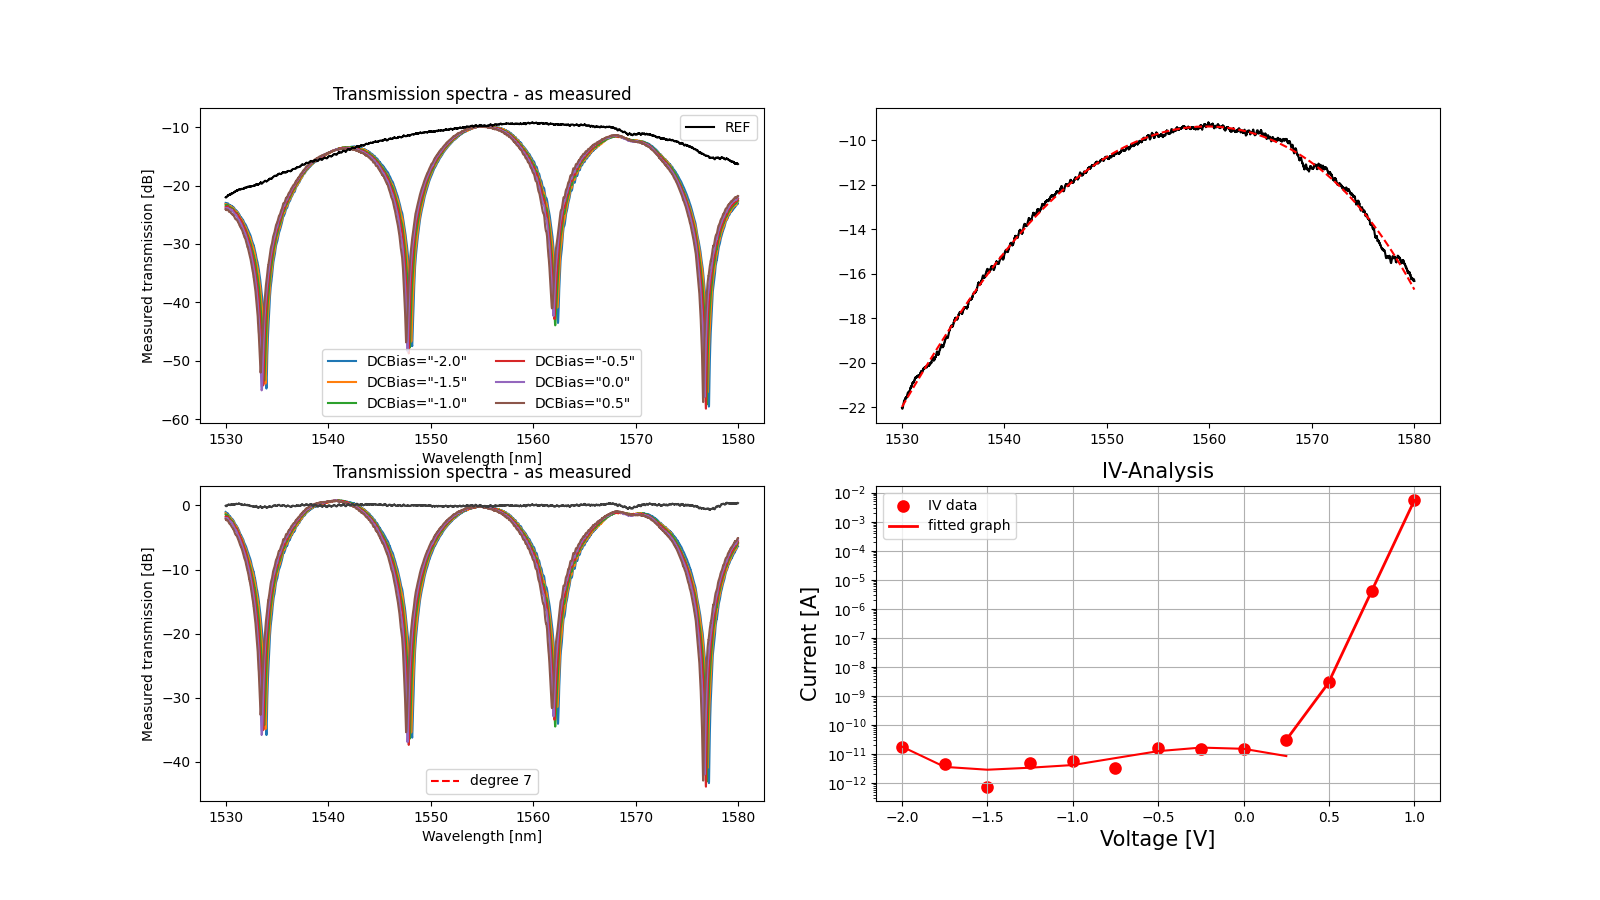 Transmission spectra - as measured
Measured transmission [dB]
−10
−20
−30
−40
−50
−60
REF
DCBias="-2.0"
DCBias="-1.5"
DCBias="-1.0"
DCBias="-0.5"
DCBias="0.0"
DCBias="0.5"
1530 1540 1550 1560 1570 1580
Wavelength [nm]
−10
−12
−14
−16
−18
−20
−22
1530 1540 1550 1560 1570 1580
Transmission spectra - as measured
Measured transmission [dB]
0
−10
−20
−30
−40
degree 7
1530 1540 1550 1560 1570 1580
Wavelength [nm]
IV-Analysis
Current [A]
10⁻²
10⁻³
10⁻⁴
10⁻⁵
10⁻⁶
10⁻⁷
10⁻⁸
10⁻⁹
10⁻¹⁰
10⁻¹¹
10⁻¹²
IV data
fitted graph
−2.0 −1.5 −1.0 −0.5 0.0 0.5 1.0
Voltage [V]